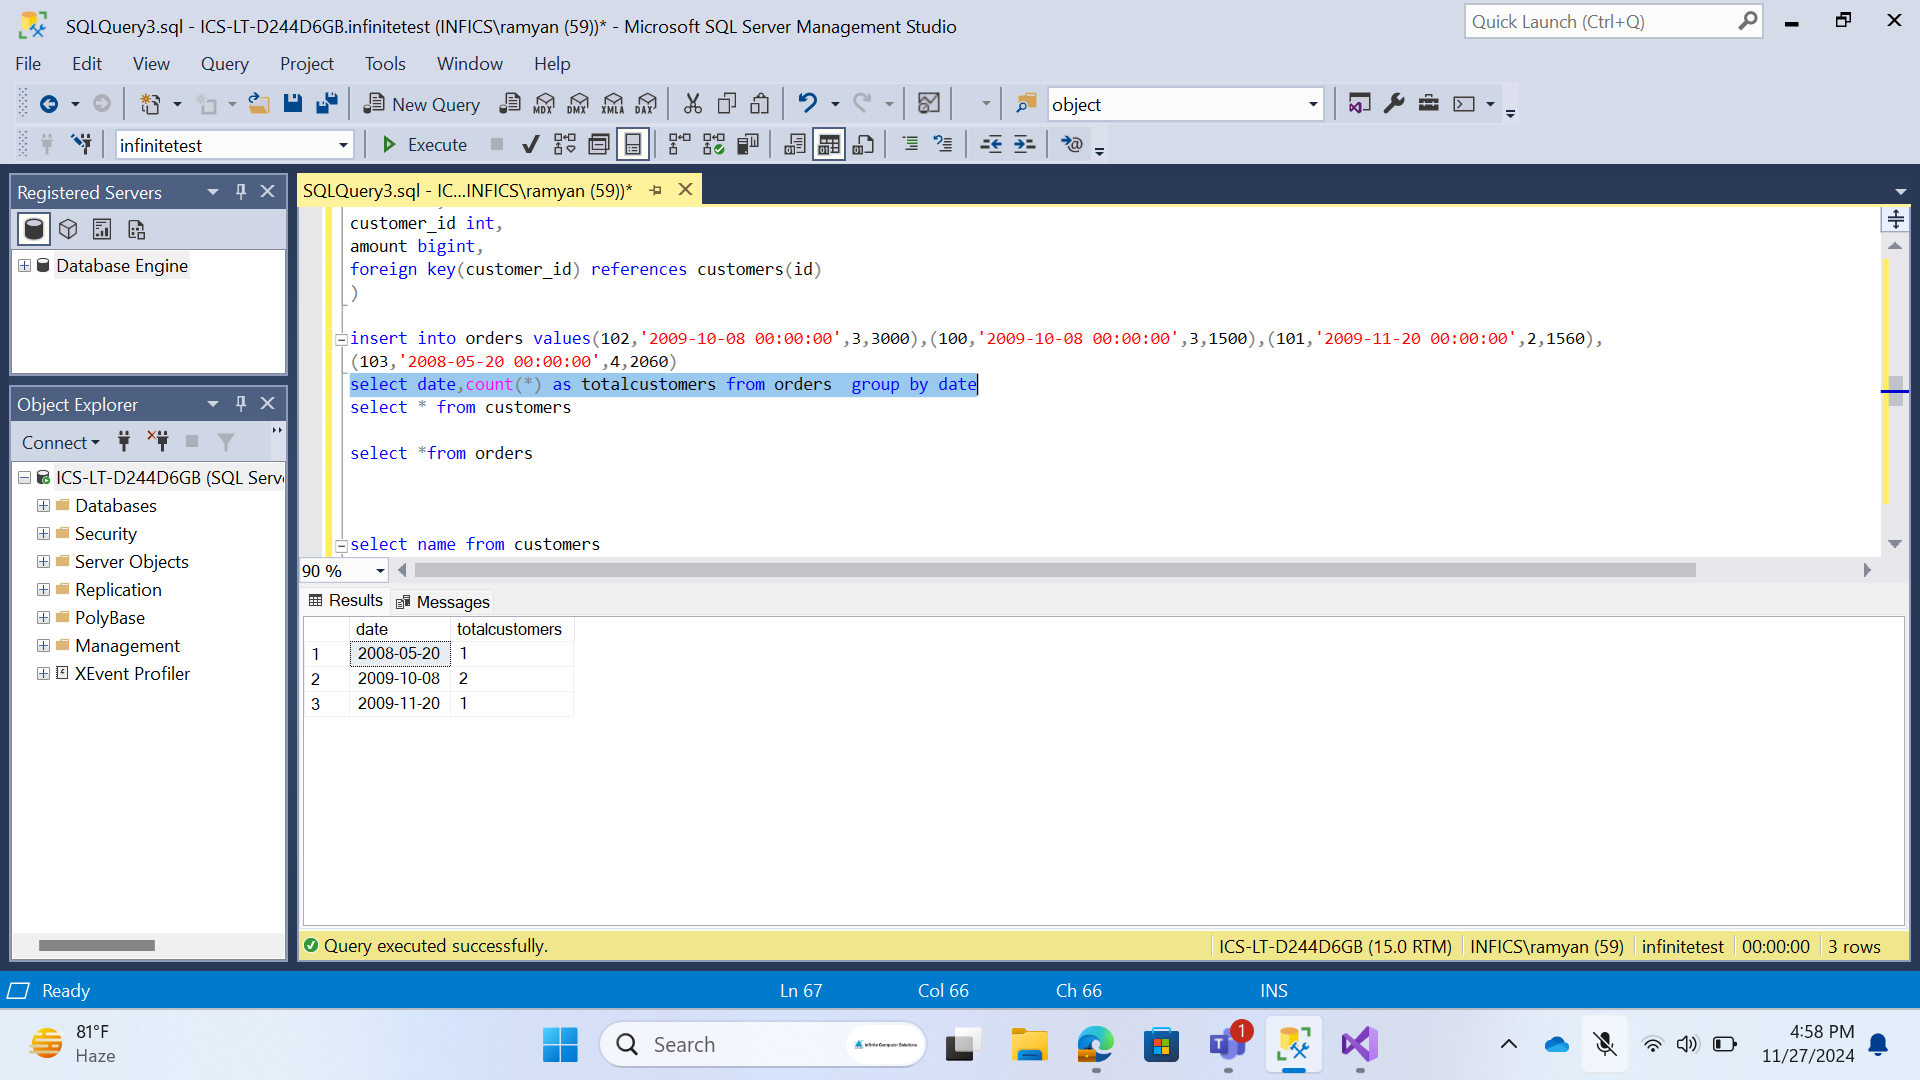 SQLQuery3.sql - ICS-LT-D244D6GB.infinitetest (INFICS\ramyan (59))* - Microsoft SQL Server Management Studio
Quick Launch (Ctrl+Q)
File Edit View Query Project Tools Window Help
New Query
MDX DMX XMLA DAX
object
infinitetest
Execute
Registered Servers
Database Engine
Object Explorer
Connect
ICS-LT-D244D6GB (SQL Serv
Databases
Security
Server Objects
Replication
PolyBase
Management
XEvent Profiler
SQLQuery3.sql - IC...INFICS\ramyan (59))*
customer_id int,
amount bigint,
foreign key(customer_id) references customers(id)
)
insert into orders values(102,'2009-10-08 00:00:00',3,3000),(100,'2009-10-08 00:00:00',3,1500),(101,'2009-11-20 00:00:00',2,1560),
(103,'2008-05-20 00:00:00',4,2060)
select date,count(*) as totalcustomers from orders  group by date
select * from customers
select *from orders
select name from customers
90 %
Results Messages
date totalcustomers
1 2008-05-20 1
2 2009-10-08 2
3 2009-11-20 1
Query executed successfully.
ICS-LT-D244D6GB (15.0 RTM) INFICS\ramyan (59) infinitetest 00:00:00 3 rows
Ready Ln 67 Col 66 Ch 66 INS
81°F
Haze
Search
Infinite Computer Solutions
1
4:58 PM
11/27/2024